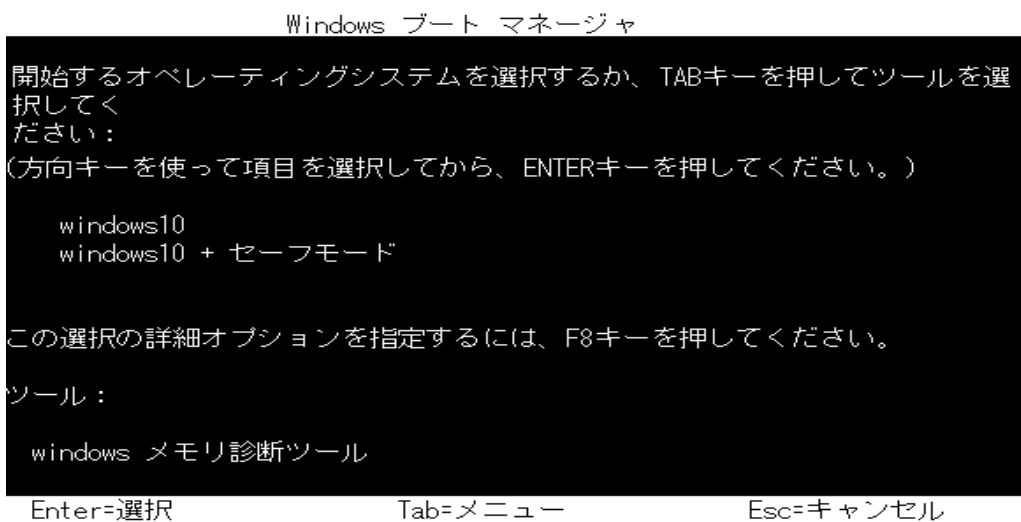 Windows ブート マネージャ
開始するオペレーティングシステムを選択するか、TABキーを押してツールを選
択してく
ださい：
(方向キーを使って項目を選択してから、ENTERキーを押してください。)
windows10
windows10 + セーフモード
この選択の詳細オプションを指定するには、F8キーを押してください。
ツール：
windows メモリ診断ツール
Enter=選択 Tab=メニュー Esc=キャンセル